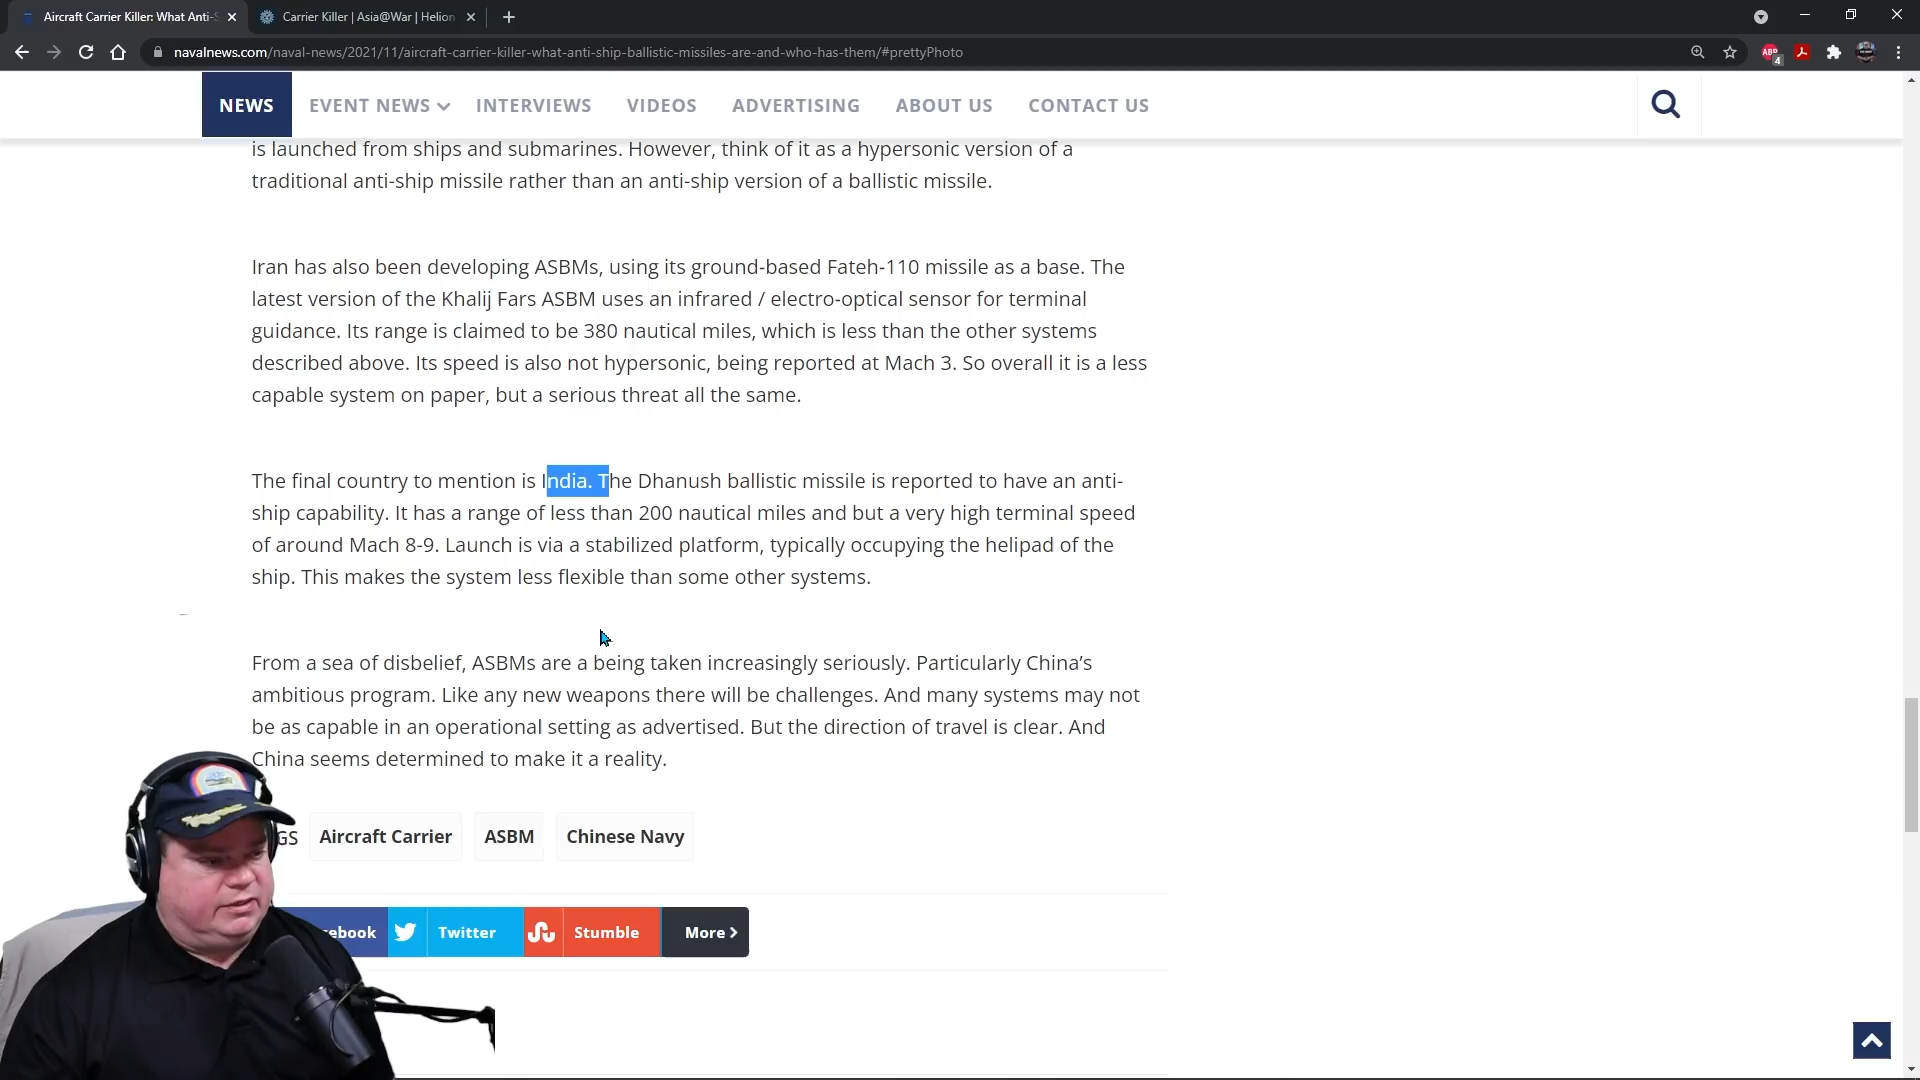 Aircraft Carrier Killer: What Anti-S
Carrier Killer | Asia@War | Helion
navalnews.com/naval-news/2021/11/aircraft-carrier-killer-what-anti-ship-ballistic-missiles-are-and-who-has-them/#prettyPhoto
ABP
4
NEWS EVENT NEWS INTERVIEWS VIDEOS ADVERTISING ABOUT US CONTACT US
is launched from ships and submarines. However, think of it as a hypersonic version of a
traditional anti-ship missile rather than an anti-ship version of a ballistic missile.
Iran has also been developing ASBMs, using its ground-based Fateh-110 missile as a base. The
latest version of the Khalij Fars ASBM uses an infrared / electro-optical sensor for terminal
guidance. Its range is claimed to be 380 nautical miles, which is less than the other systems
described above. Its speed is also not hypersonic, being reported at Mach 3. So overall it is a less
capable system on paper, but a serious threat all the same.
The final country to mention is India. The Dhanush ballistic missile is reported to have an anti-
ship capability. It has a range of less than 200 nautical miles and but a very high terminal speed
of around Mach 8-9. Launch is via a stabilized platform, typically occupying the helipad of the
ship. This makes the system less flexible than some other systems.
From a sea of disbelief, ASBMs are a being taken increasingly seriously. Particularly China’s
ambitious program. Like any new weapons there will be challenges. And many systems may not
be as capable in an operational setting as advertised. But the direction of travel is clear. And
China seems determined to make it a reality.
GS Aircraft Carrier ASBM Chinese Navy
ebook Twitter Stumble More